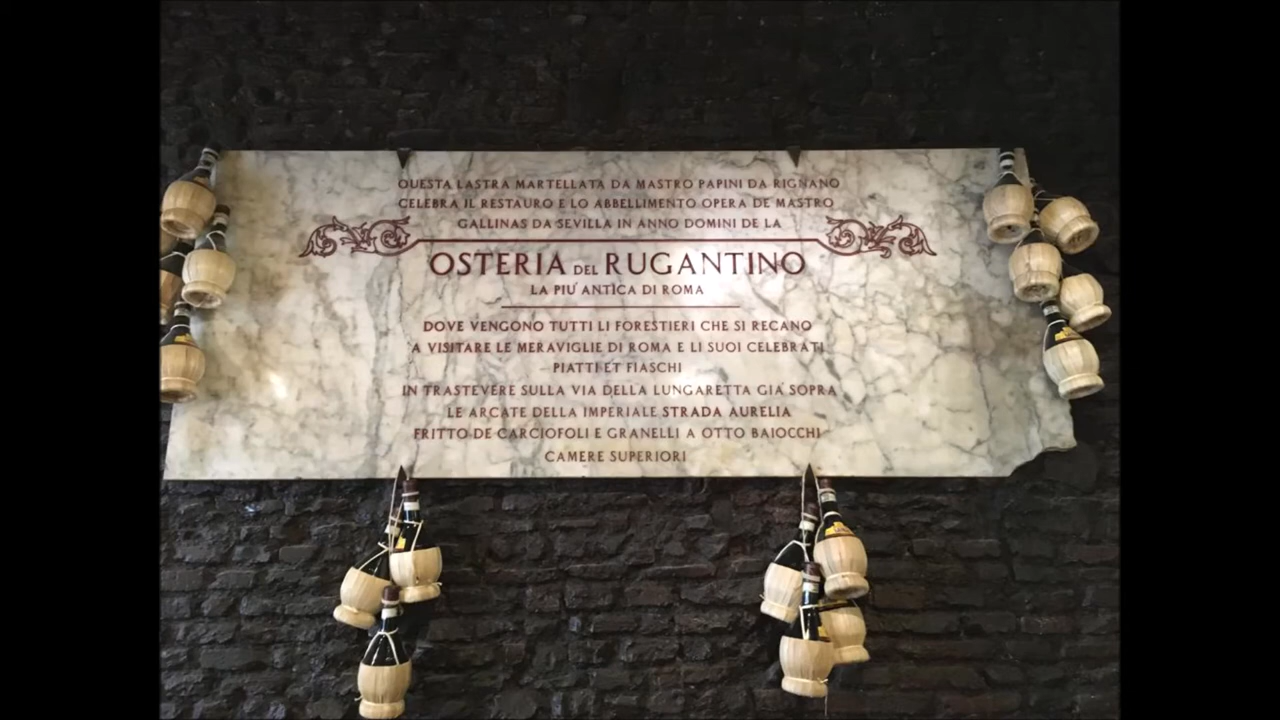 QUESTA LASTRA MARTELLATA DA MASTRO PAPINI DA RIGNANO
CELEBRA IL RESTAURO E LO ABBELLIMENTO OPERA DE MASTRO
GALLINAS DA SEVILLA IN ANNO DOMINI DE LA
OSTERIA DEL RUGANTINO
LA PIU' ANTICA DI ROMA
DOVE VENGONO TUTTI LI FORESTIERI CHE SI RECANO
A VISITARE LE MERAVIGLIE DI ROMA E LI SUOI CELEBRATI
PIATTI ET FIASCHI
IN TRASTEVERE SULLA VIA DELLA LUNGARETTA GIA' SOPRA
LE ARCATE DELLA IMPERIALE STRADA AURELIA
FRITTO DE CARCIOFOLI E GRANELLI A OTTO BAIOCCHI
CAMERE SUPERIORI